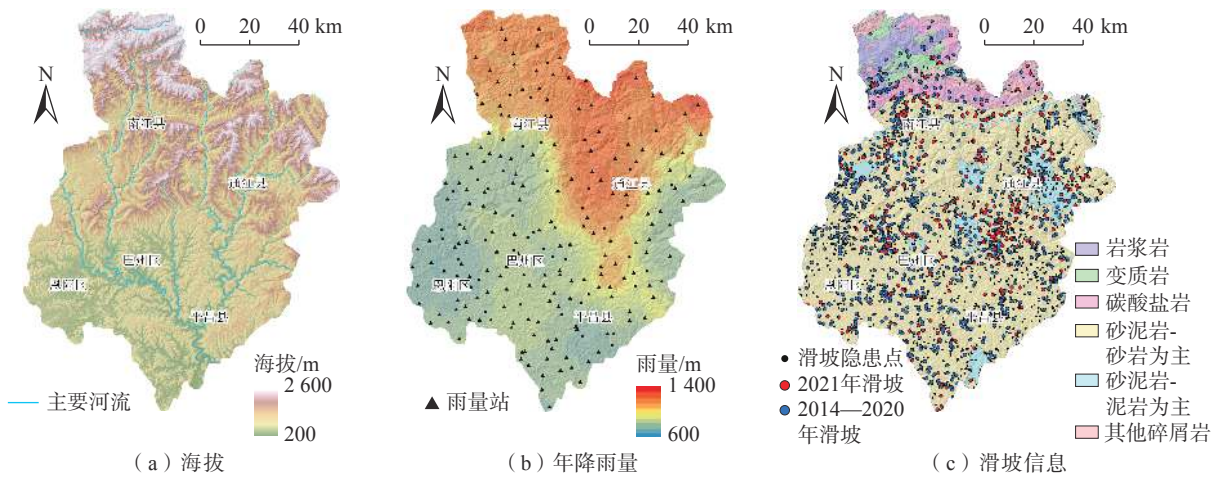 0 40 km
N
南江县
通江县
巴州区
恩阳区
平昌县
主要河流
海拔/m
2 600
200
(a)海拔
0 40 km
N
南江县
通江县
巴州区
恩阳区
平昌县
▲ 雨量站
雨量/m
1 400
600
(b)年降雨量
0 40 km
N
南江县
通江县
巴州区
恩阳区
平昌县
滑坡隐患点
2021年滑坡
2014—2020
年滑坡
岩浆岩
变质岩
碳酸盐岩
砂泥岩-
砂岩为主
砂泥岩-
泥岩为主
其他碎屑岩
(c)滑坡信息